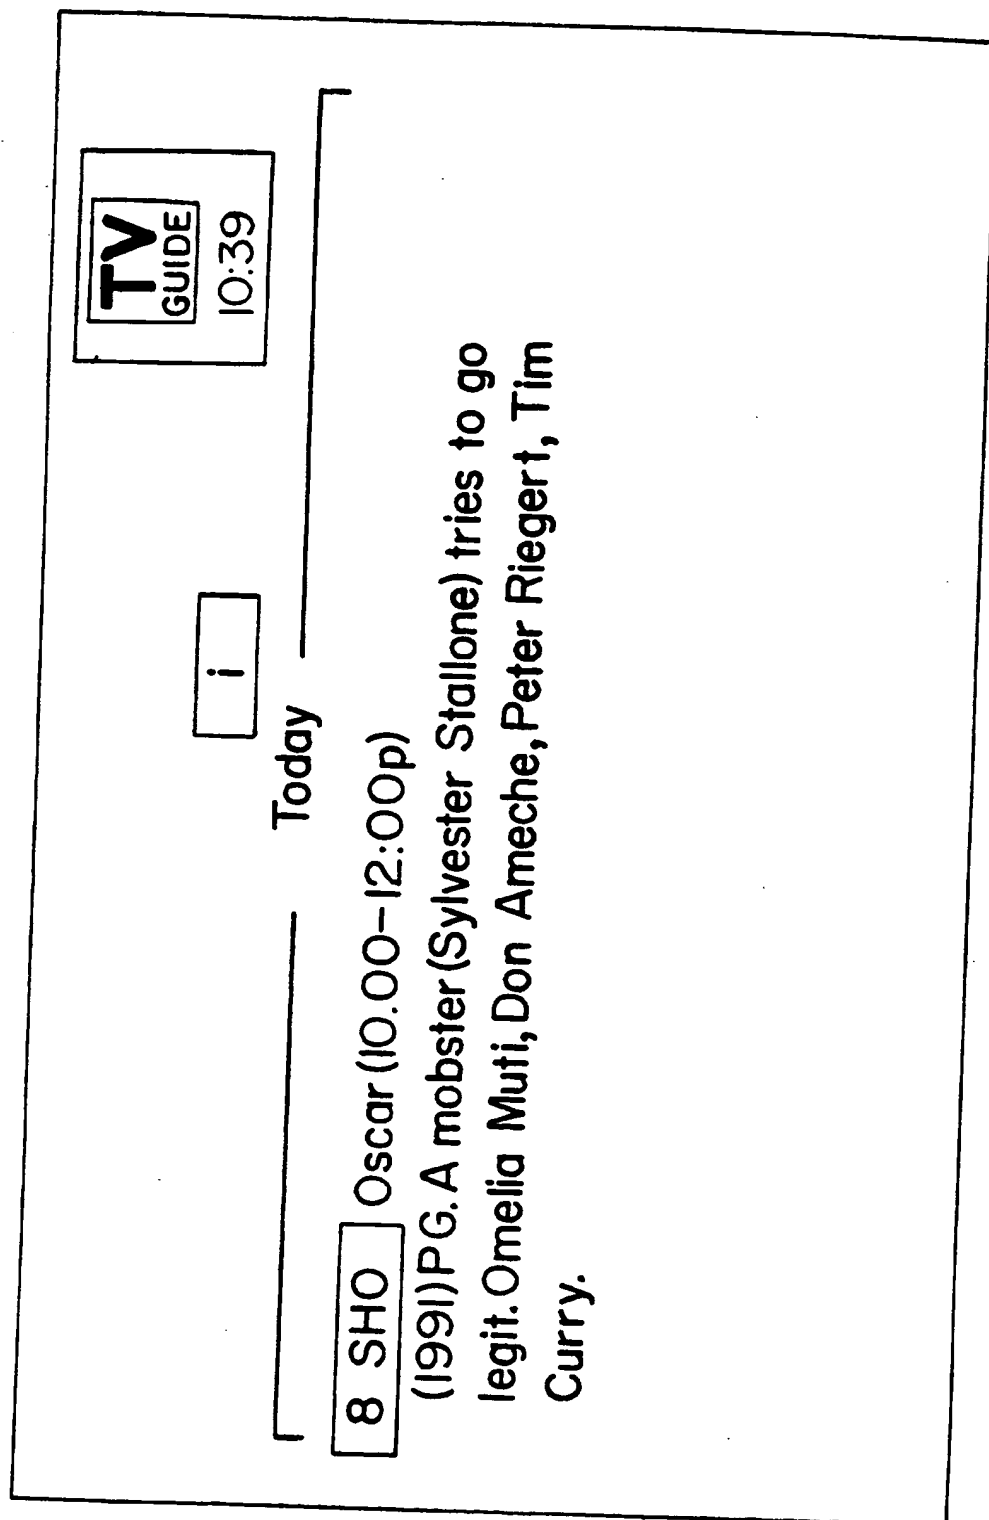 TV
GUIDE
10:39
i
Today
8 SHO Oscar (10.00-12:00p)
(1991) PG. A mobster (Sylvester Stallone) tries to go
legit. Omelia Muti, Don Ameche, Peter Riegert, Tim
Curry.